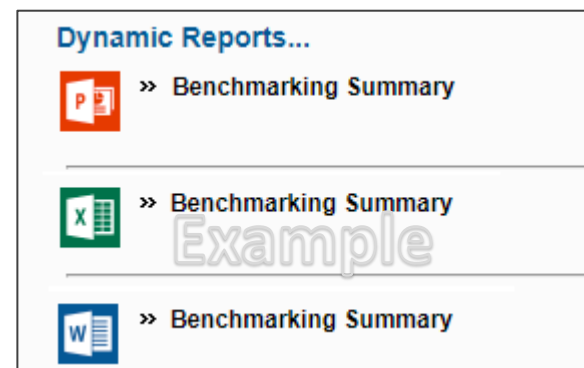 Dynamic Reports...
P
» Benchmarking Summary
X
» Benchmarking Summary
Example
W
» Benchmarking Summary